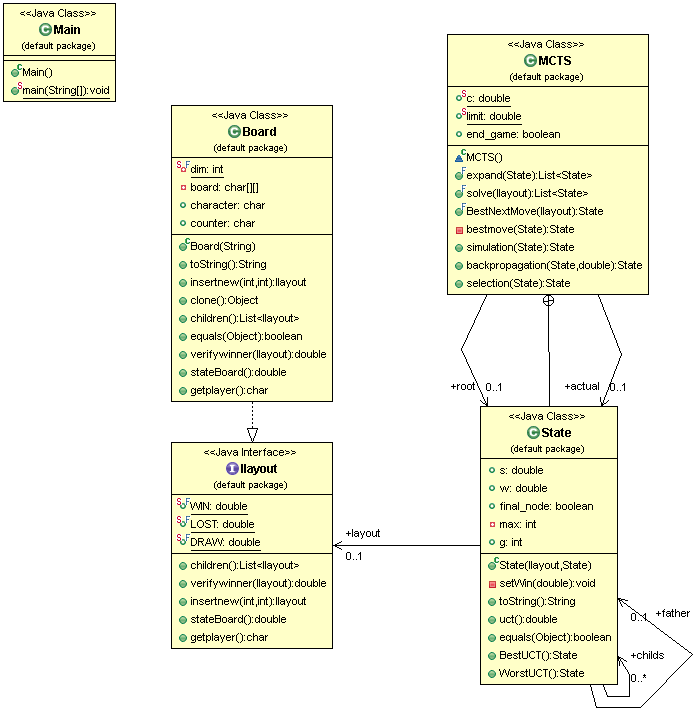 <<Java Class>>
Main
(default package)
Main()
main(String[]):void
<<Java Class>>
Board
(default package)
dim: int
board: char[][]
character: char
counter: char
Board(String)
toString():String
insertnew(int,int):Ilayout
clone():Object
children():List<Ilayout>
equals(Object):boolean
verifywinner(Ilayout):double
stateBoard():double
getplayer():char
<<Java Interface>>
Ilayout
(default package)
WIN: double
LOST: double
DRAW: double
children():List<Ilayout>
verifywinner(Ilayout):double
insertnew(int,int):Ilayout
stateBoard():double
getplayer():char
<<Java Class>>
MCTS
(default package)
c: double
limit: double
end_game: boolean
MCTS()
expand(State):List<State>
solve(Ilayout):List<State>
BestNextMove(Ilayout):State
bestmove(State):State
simulation(State):State
backpropagation(State,double):State
selection(State):State
+root 0..1
+actual 0..1
<<Java Class>>
State
(default package)
s: double
w: double
final_node: boolean
max: int
g: int
State(Ilayout,State)
setWin(double):void
toString():String
uct():double
equals(Object):boolean
BestUCT():State
WorstUCT():State
+layout
0..1
+father
0..1
+childs
0..*